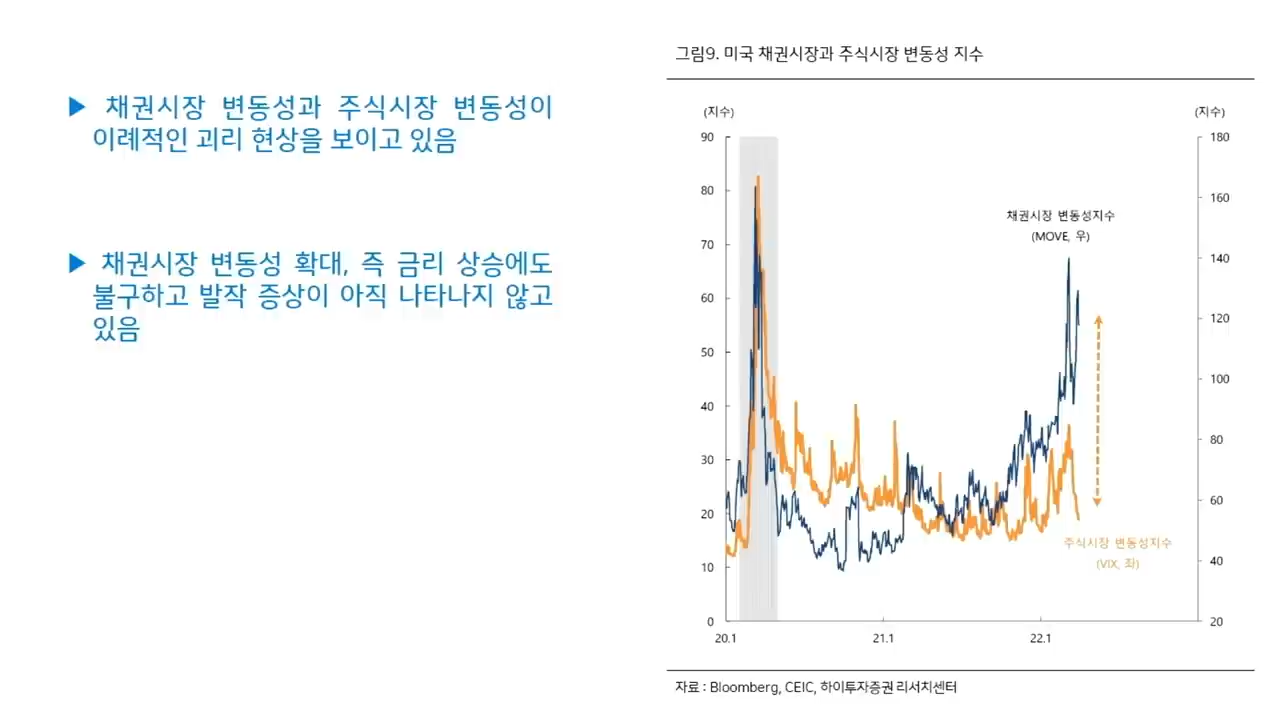 ▶ 채권시장 변동성과 주식시장 변동성이
이례적인 괴리 현상을 보이고 있음
▶ 채권시장 변동성 확대, 즉 금리 상승에도
불구하고 발작 증상이 아직 나타나지 않고
있음
그림9. 미국 채권시장과 주식시장 변동성 지수
(지수)
(지수)
90
80
70
60
50
40
30
20
10
0
180
160
140
120
100
80
60
40
20
채권시장 변동성지수
(MOVE, 우)
주식시장 변동성지수
(VIX, 좌)
20.1
21.1
22.1
자료 : Bloomberg, CEIC, 하이투자증권 리서치센터